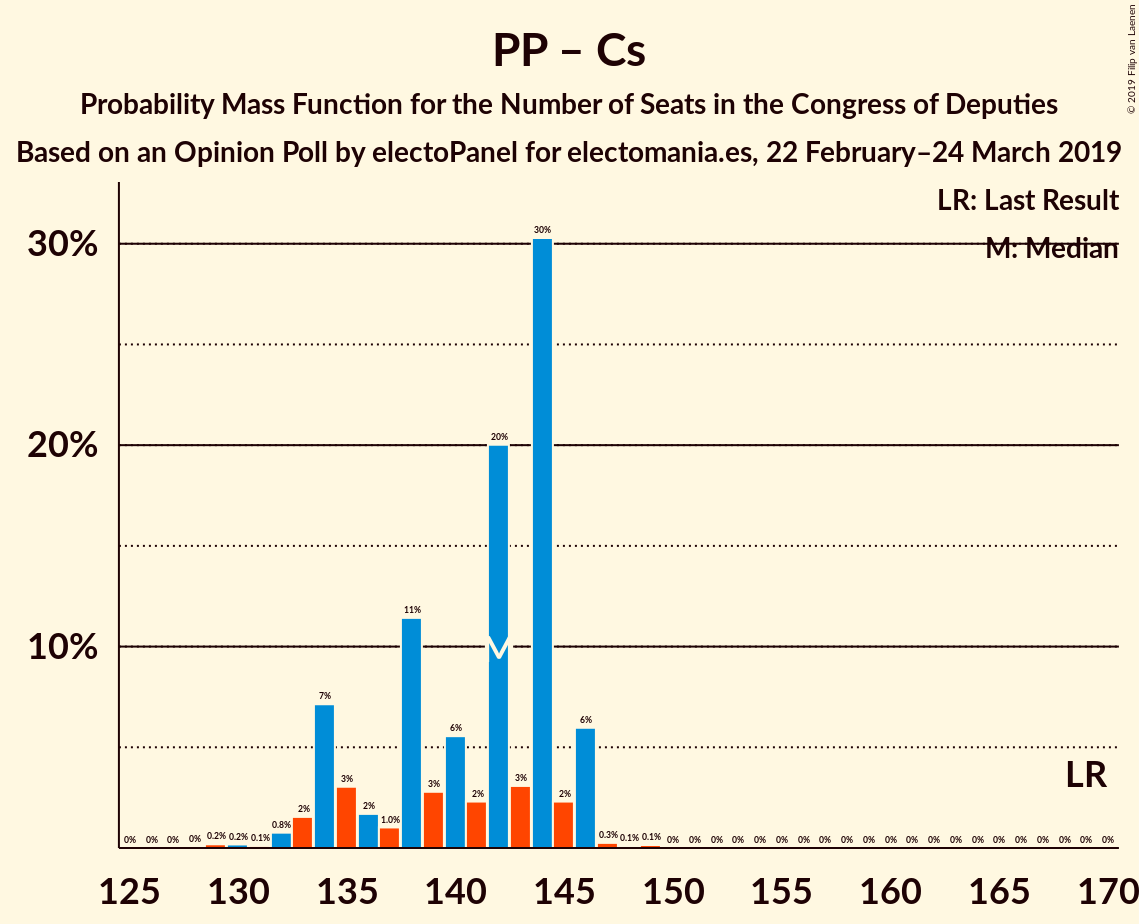 PP – Cs
Probability Mass Function for the Number of Seats in the Congress of Deputies
Based on an Opinion Poll by electoPanel for electomania.es, 22 February–24 March 2019
© 2019 Filip van Laenen
LR: Last Result
M: Median
30%
20%
10%
0% 0% 0% 0% 0.2% 0.2% 0.1% 0.8% 2% 7% 3% 2% 1.0% 11% 3% 6% 2% 20% 3% 30% 2% 6% 0.3% 0.1% 0.1% 0% 0% 0% 0% 0% 0% 0% 0% 0% 0% 0% 0% 0% 0% 0% 0% 0% 0% 0% 0% 0%
M
LR
125 130 135 140 145 150 155 160 165 170